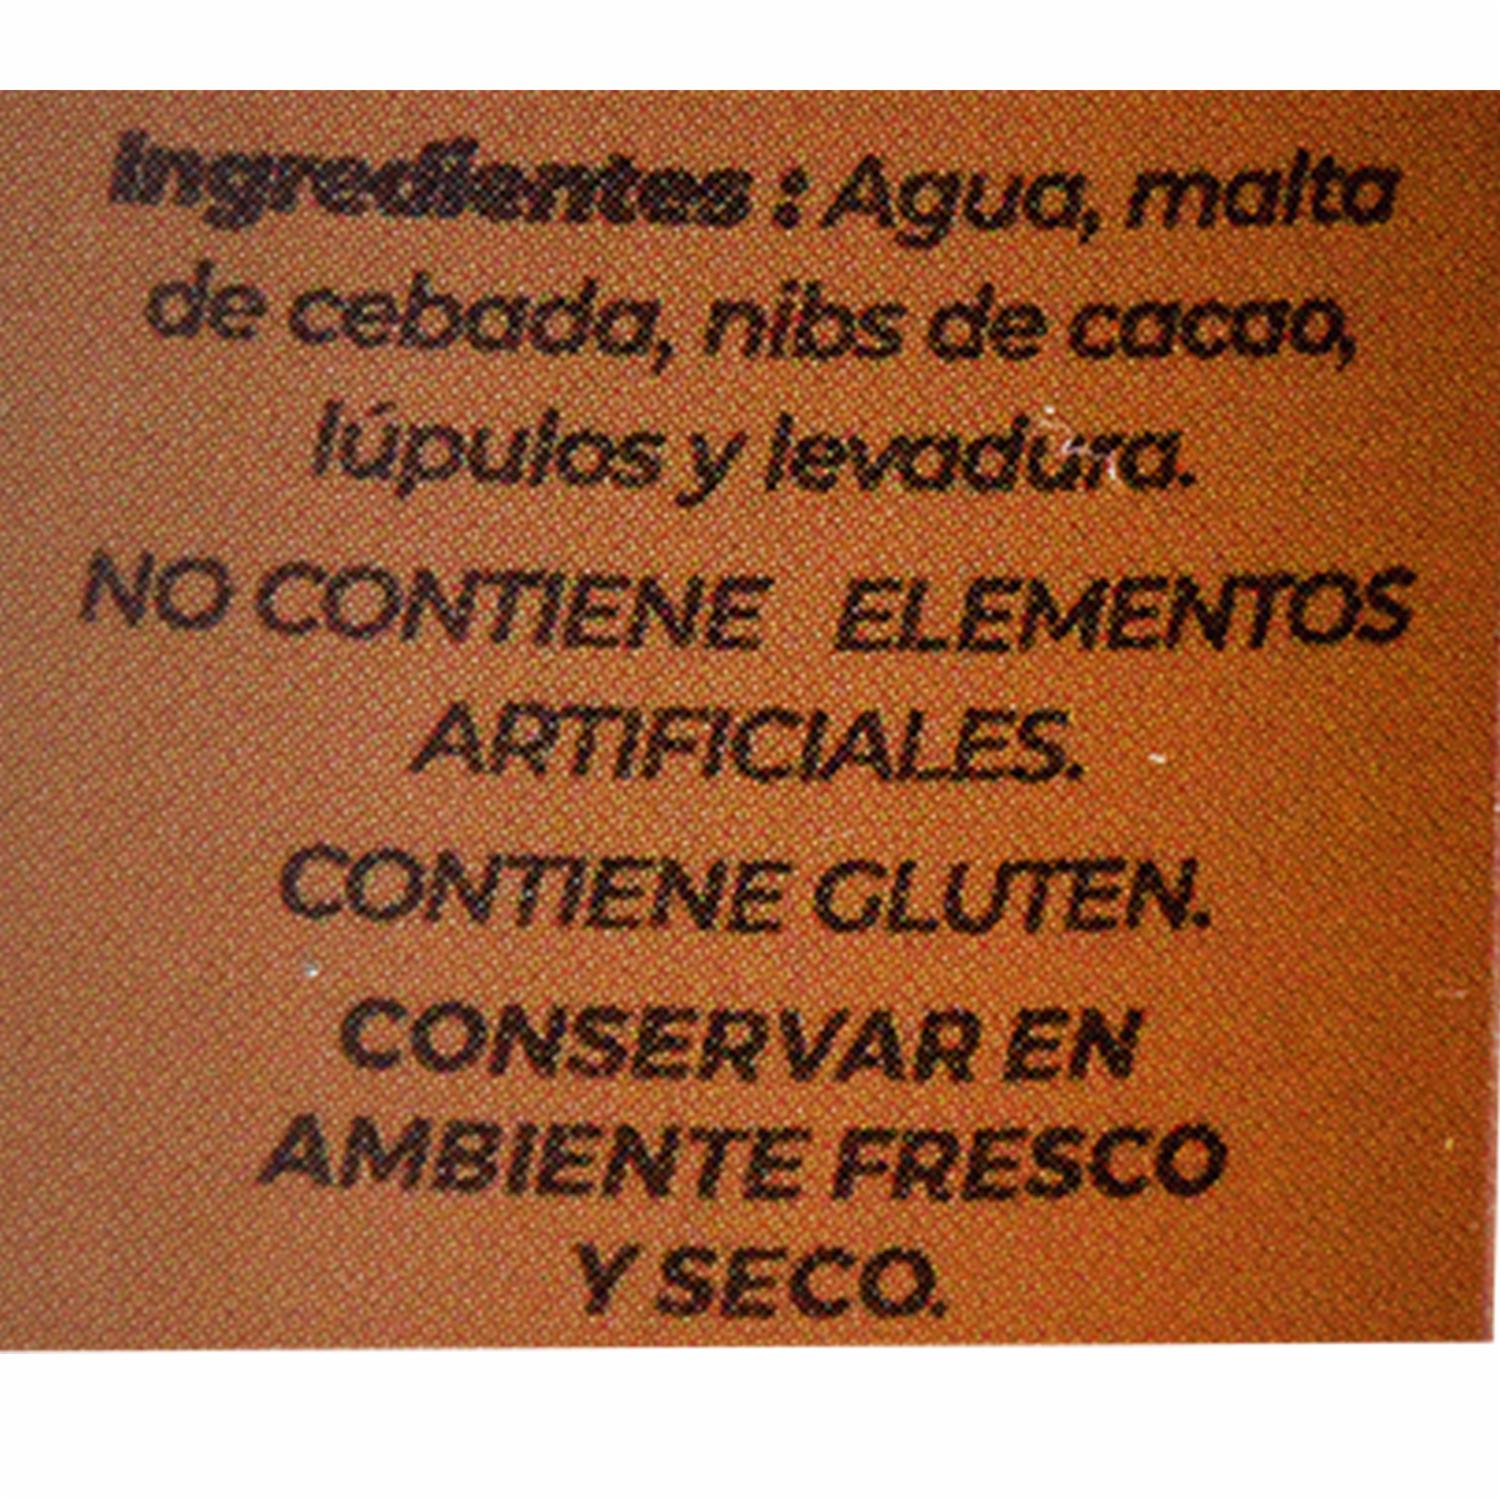 Ingredientes : Agua, malta
de cebada, nibs de cacao,
lúpulos y levadura.
NO CONTIENE ELEMENTOS
ARTIFICIALES.
CONTIENE GLUTEN.
CONSERVAR EN
AMBIENTE FRESCO
Y SECO.